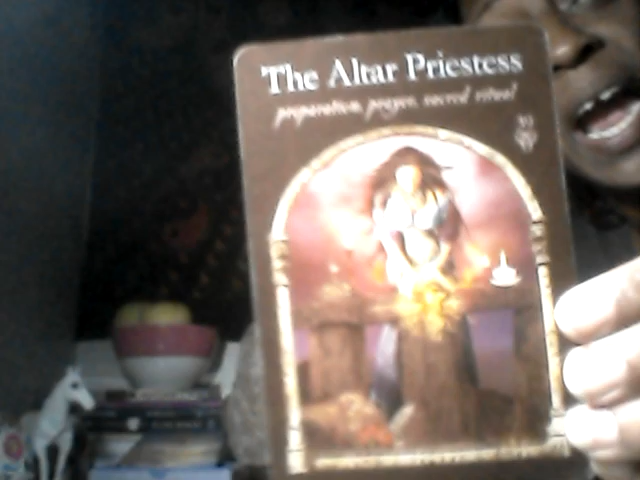 The Altar Priestess
preparation, prayer, sacred ritual